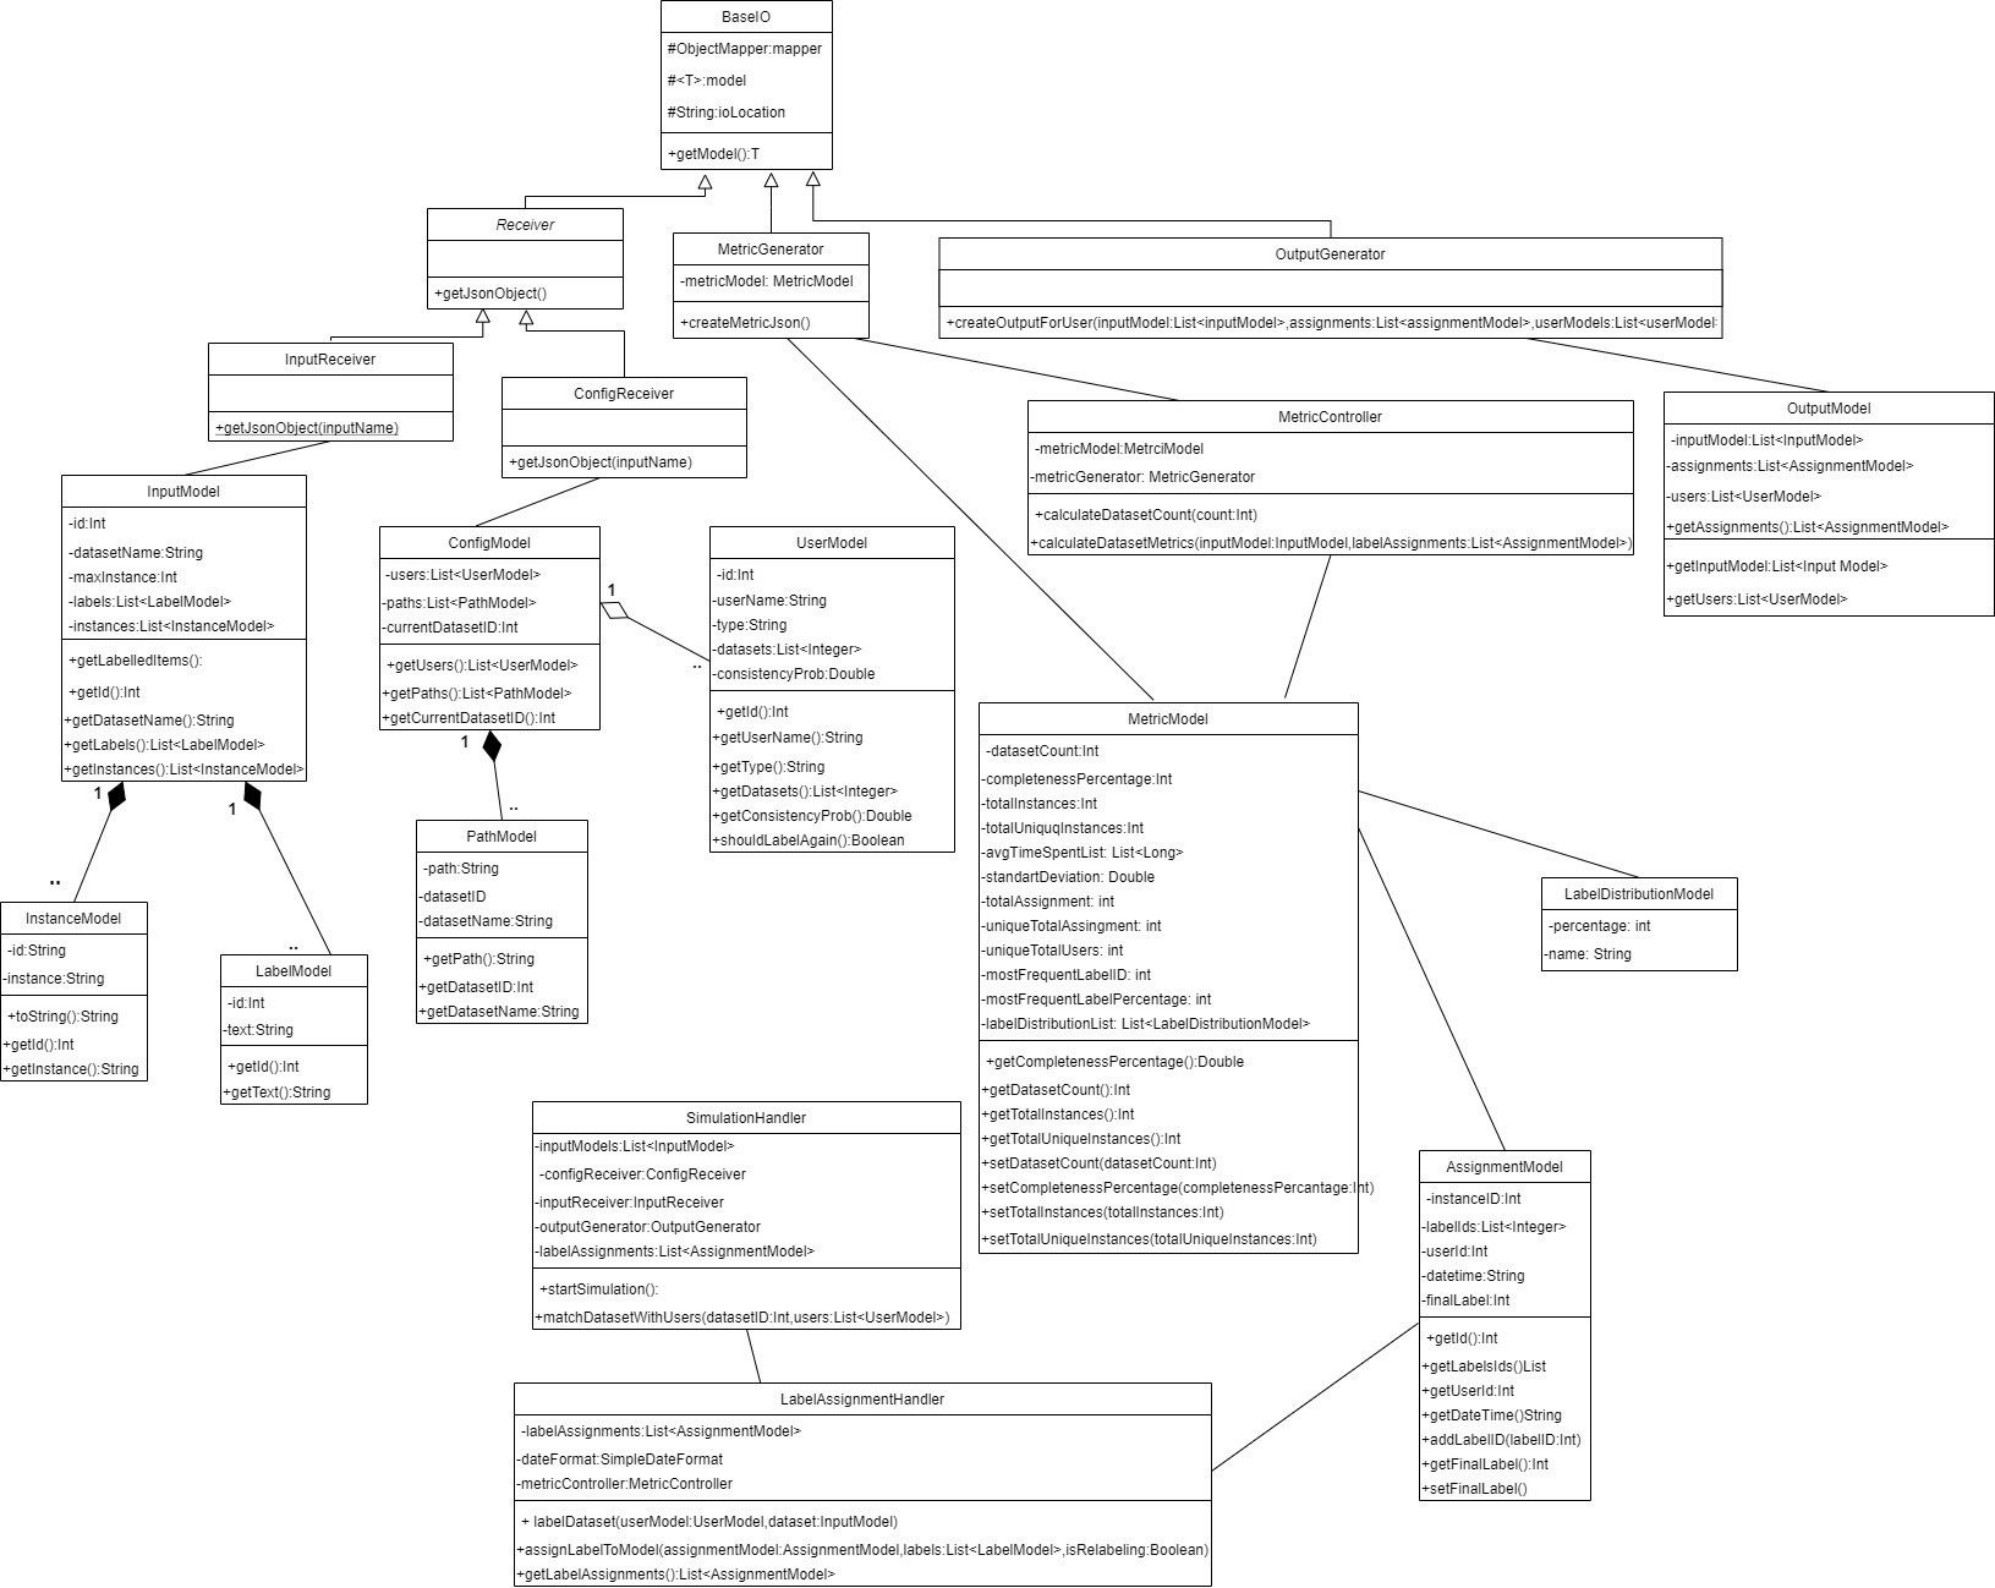 BaseIO
#ObjectMapper:mapper
#<T>:model
#String:ioLocation
+getModel():T
Receiver
+getJsonObject()
MetricGenerator
-metricModel: MetricModel
+createMetricJson()
OutputGenerator
+createOutputForUser(inputModel:List<inputModel>,assignments:List<assignmentModel>,userModels:List<userModel:
InputReceiver
+getJsonObject(inputName)
ConfigReceiver
+getJsonObject(inputName)
MetricController
-metricModel:MetrciModel
-metricGenerator: MetricGenerator
+calculateDatasetCount(count:Int)
+calculateDatasetMetrics(inputModel:InputModel,labelAssignments:List<AssignmentModel>)
OutputModel
-inputModel:List<InputModel>
-assignments:List<AssignmentModel>
-users:List<UserModel>
+getAssignments():List<AssignmentModel>
+getInputModel:List<Input Model>
+getUsers:List<UserModel>
InputModel
-id:Int
-datasetName:String
-maxInstance:Int
-labels:List<LabelModel>
-instances:List<InstanceModel>
+getLabelledItems():
+getId():Int
+getDatasetName():String
+getLabels():List<LabelModel>
+getInstances():List<InstanceModel>
1
1
..
..
ConfigModel
-users:List<UserModel>
-paths:List<PathModel>
-currentDatasetID:Int
+getUsers():List<UserModel>
+getPaths():List<PathModel>
+getCurrentDatasetID():Int
1
..
1
..
UserModel
-id:Int
-userName:String
-type:String
-datasets:List<Integer>
-consistencyProb:Double
+getId():Int
+getUserName():String
+getType():String
+getDatasets():List<Integer>
+getConsistencyProb():Double
+shouldLabelAgain():Boolean
PathModel
-path:String
-datasetID
-datasetName:String
+getPath():String
+getDatasetID:Int
+getDatasetName:String
InstanceModel
-id:String
-instance:String
+toString():String
+getId():Int
+getInstance():String
LabelModel
-id:Int
-text:String
+getId():Int
+getText():String
MetricModel
-datasetCount:Int
-completenessPercentage:Int
-totalInstances:Int
-totalUniuqInstances:Int
-avgTimeSpentList: List<Long>
-standartDeviation: Double
-totalAssignment: int
-uniqueTotalAssingment: int
-uniqueTotalUsers: int
-mostFrequentLabelID: int
-mostFrequentLabelPercentage: int
-labelDistributionList: List<LabelDistributionModel>
+getCompletenessPercentage():Double
+getDatasetCount():Int
+getTotalInstances():Int
+getTotalUniqueInstances():Int
+setDatasetCount(datasetCount:Int)
+setCompletenessPercentage(completenessPercantage:Int)
+setTotalInstances(totalInstances:Int)
+setTotalUniqueInstances(totalUniqueInstances:Int)
LabelDistributionModel
-percentage: int
-name: String
SimulationHandler
-inputModels:List<InputModel>
-configReceiver:ConfigReceiver
-inputReceiver:InputReceiver
-outputGenerator:OutputGenerator
-labelAssignments:List<AssignmentModel>
+startSimulation():
+matchDatasetWithUsers(datasetID:Int,users:List<UserModel>)
AssignmentModel
-instanceID:Int
-labelIds:List<Integer>
-userId:Int
-datetime:String
-finalLabel:Int
+getId():Int
+getLabelsIds()List
+getUserId:Int
+getDateTime()String
+addLabelID(labelID:Int)
+getFinalLabel():Int
+setFinalLabel()
LabelAssignmentHandler
-labelAssignments:List<AssignmentModel>
-dateFormat:SimpleDateFormat
-metricController:MetricController
+ labelDataset(userModel:UserModel,dataset:InputModel)
+assignLabelToModel(assignmentModel:AssignmentModel,labels:List<LabelModel>,isRelabeling:Boolean)
+getLabelAssignments():List<AssignmentModel>